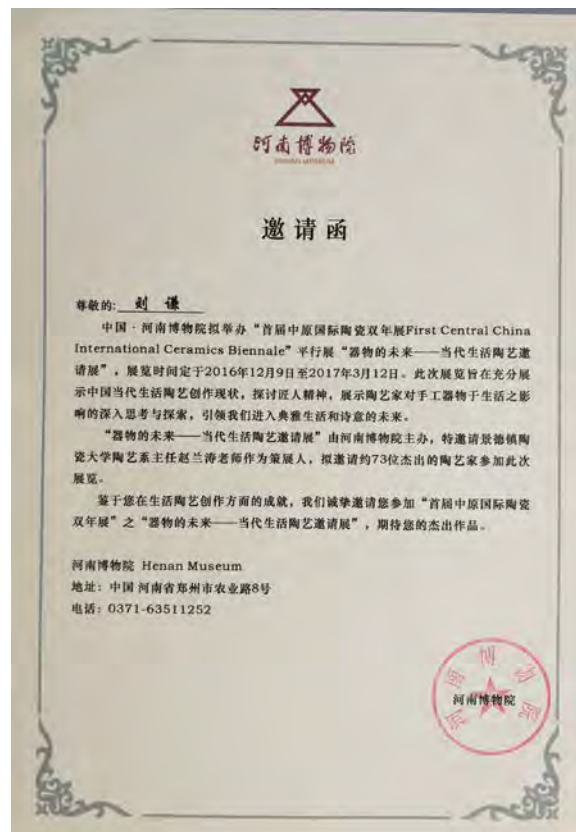 河南博物院
HENAN MUSEUM
邀请函
尊敬的：刘 谦
中国·河南博物院拟举办“首届中原国际陶瓷双年展First Central China
International Ceramics Biennale”平行展“器物的未来——当代生活陶艺邀
请展”，展览时间定于2016年12月9日至2017年3月12日。此次展览旨在充分展
示中国当代生活陶艺创作现状，探讨匠人精神，展示陶艺家对手工器物于生活之影
响的深入思考与探索，引领我们进入典雅生活和诗意的未来。
“器物的未来——当代生活陶艺邀请展”由河南博物院主办，特邀请景德镇陶
瓷大学陶艺系主任赵兰涛老师作为策展人，拟邀请约73位杰出的陶艺家参加此次
展览。
鉴于您在生活陶艺创作方面的成就，我们诚挚邀请您参加“首届中原国际陶瓷
双年展”之“器物的未来——当代生活陶艺邀请展”，期待您的杰出作品。
河南博物院 Henan Museum
地址：中国 河南省郑州市农业路8号
电话：0371-63511252
河南博物院
河南博物院